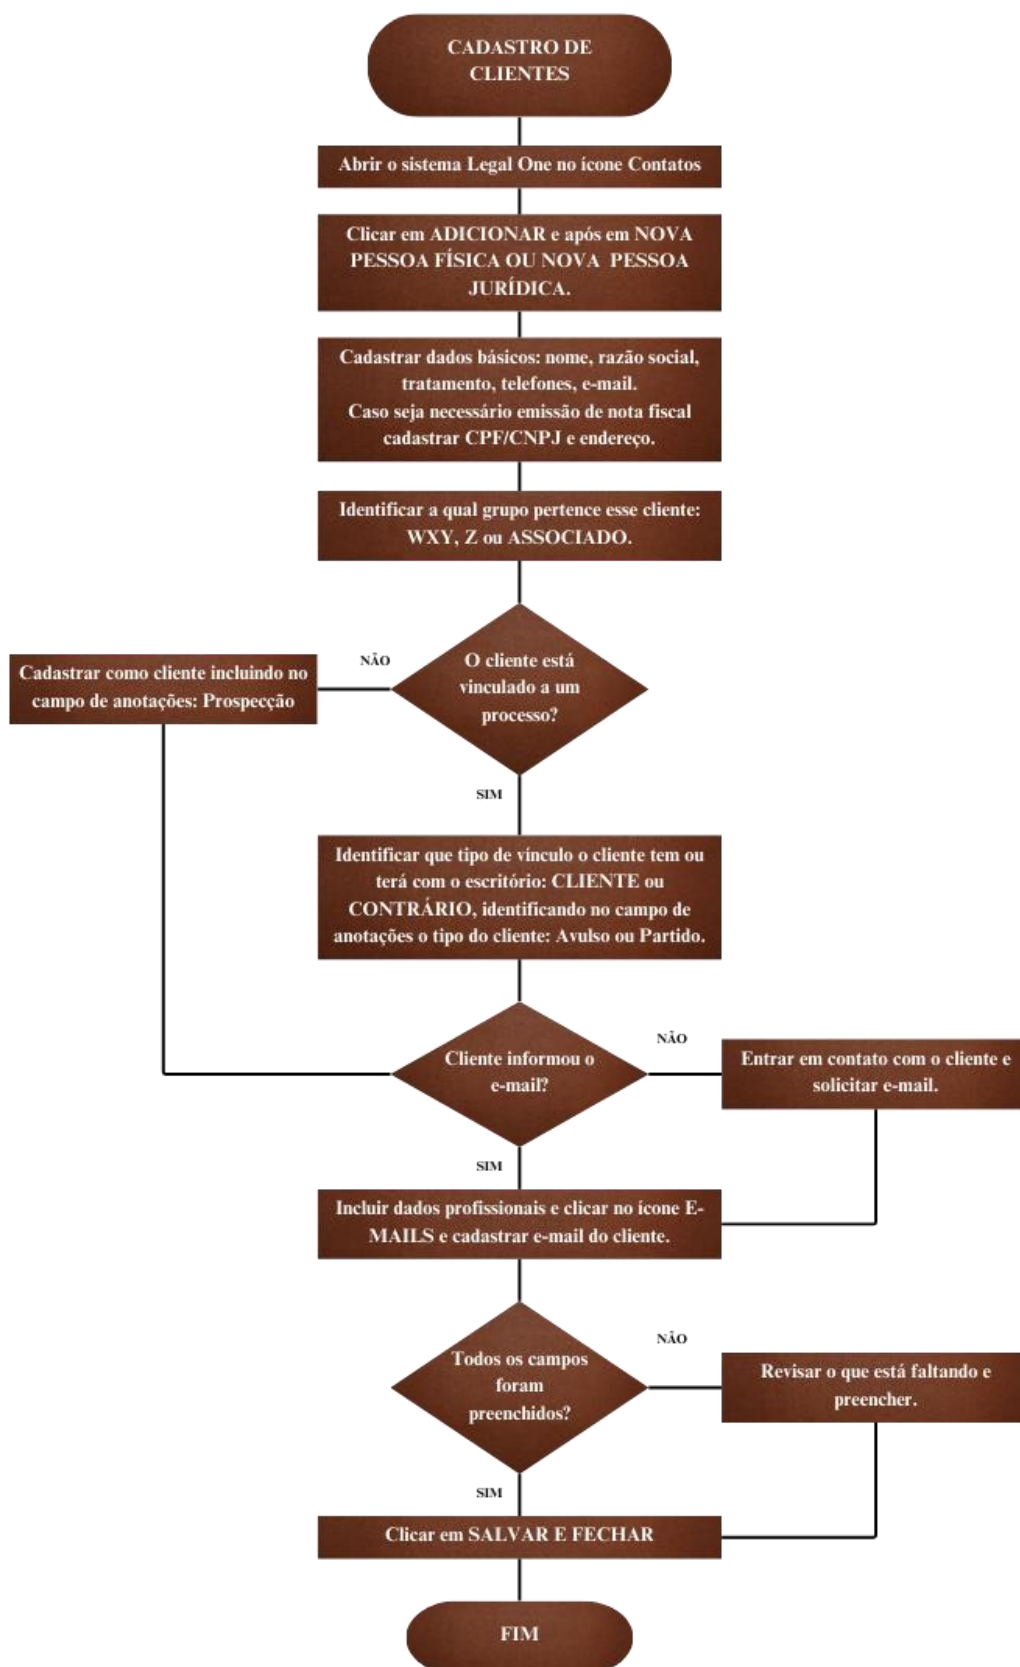 CADASTRO DE
CLIENTES
Abrir o sistema Legal One no ícone Contatos
Clicar em ADICIONAR e após em NOVA
PESSOA FÍSICA OU NOVA PESSOA
JURÍDICA.
Cadastrar dados básicos: nome, razão social,
tratamento, telefones, e-mail.
Caso seja necessário emissão de nota fiscal
cadastrar CPF/CNPJ e endereço.
Identificar a qual grupo pertence esse cliente:
WXY, Z ou ASSOCIADO.
O cliente está
vinculado a um
processo?
NÃO
Cadastrar como cliente incluindo no
campo de anotações: Prospecção
SIM
Identificar que tipo de vínculo o cliente tem ou
terá com o escritório: CLIENTE ou
CONTRÁRIO, identificando no campo de
anotações o tipo do cliente: Avulso ou Partido.
Cliente informou o
e-mail?
NÃO
Entrar em contato com o cliente e
solicitar e-mail.
SIM
Incluir dados profissionais e clicar no ícone E-
MAILS e cadastrar e-mail do cliente.
Todos os campos
foram
preenchidos?
NÃO
Revisar o que está faltando e
preencher.
SIM
Clicar em SALVAR E FECHAR
FIM